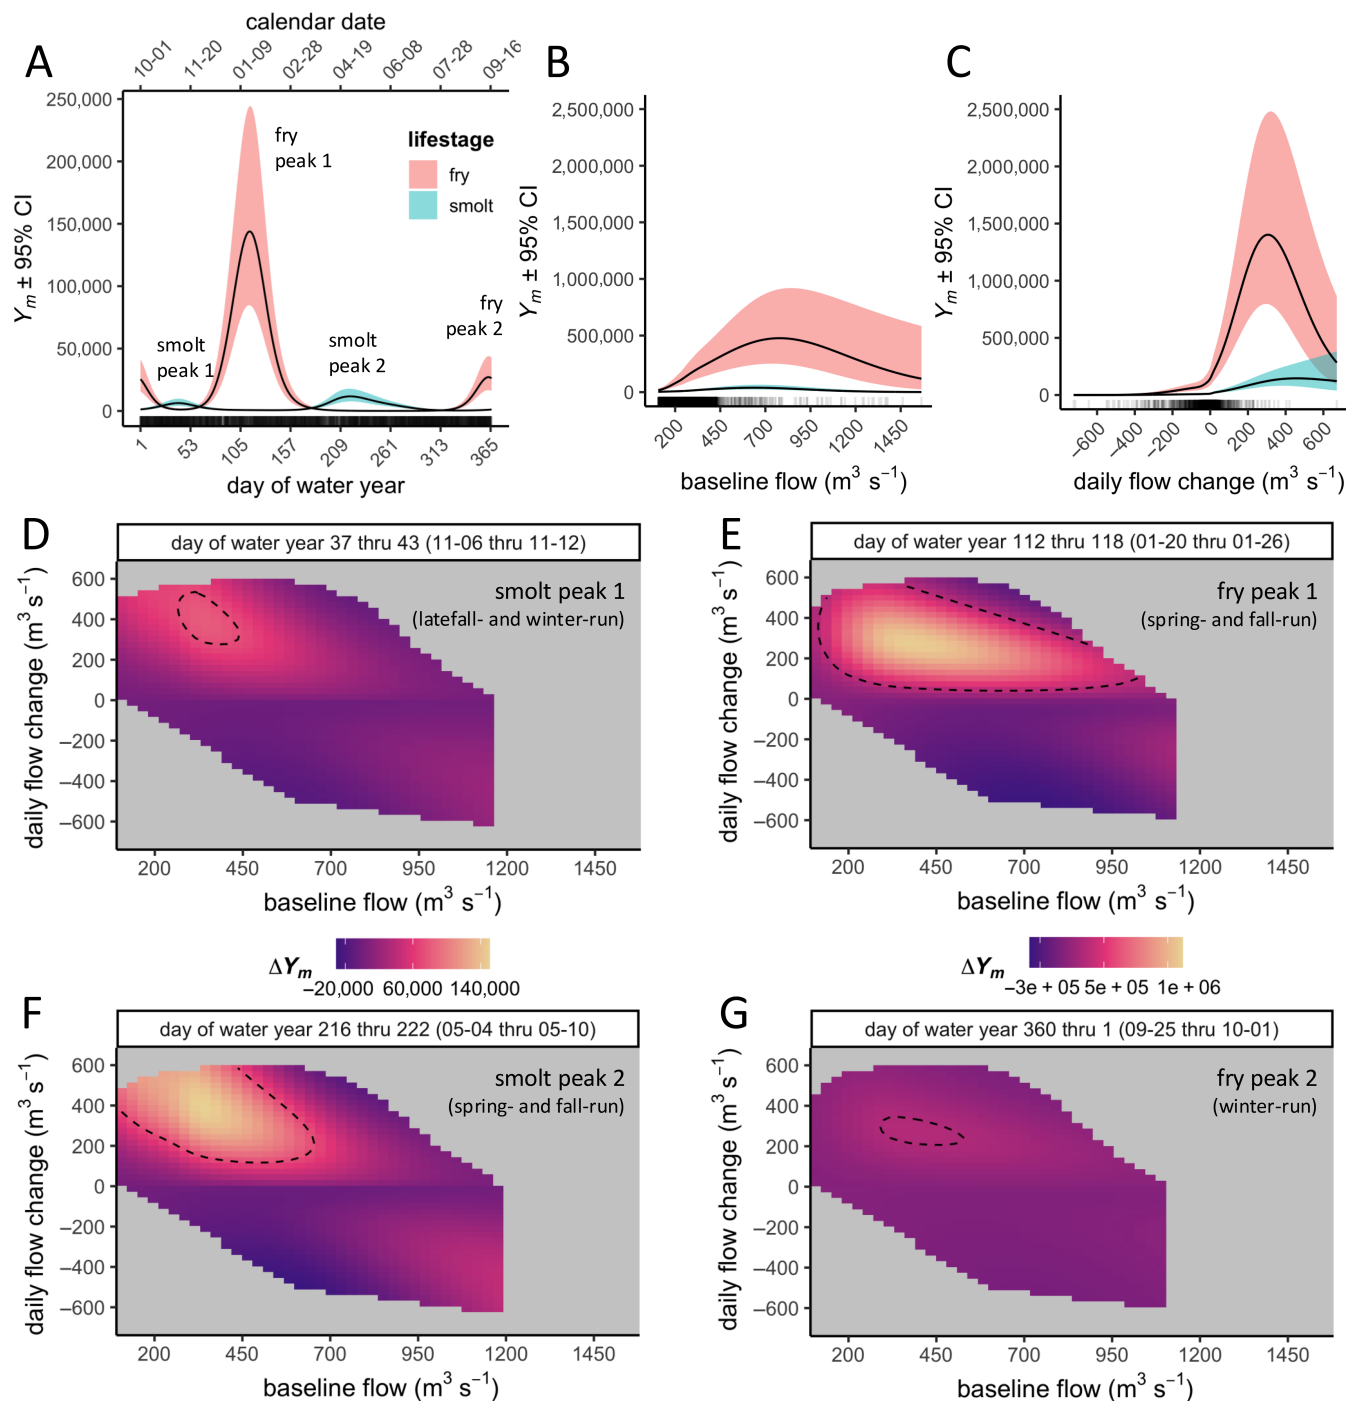 calendar date
10-01 11-20 01-09 02-28 04-19 06-08 07-28 09-16
A
Yₘ ± 95% CI
250,000
200,000
150,000
100,000
50,000
0
fry
peak 1
lifestage
fry
smolt
smolt
peak 1
smolt
peak 2
fry
peak 2
1 53 105 157 209 261 313 365
day of water year
B
Yₘ ± 95% CI
2,500,000
2,000,000
1,500,000
1,000,000
500,000
0
200 450 700 950 1200 1450
baseline flow (m³ s⁻¹)
C
Yₘ ± 95% CI
2,500,000
2,000,000
1,500,000
1,000,000
500,000
0
−600 −400 −200 0 200 400 600
daily flow change (m³ s⁻¹)
D
day of water year 37 thru 43 (11-06 thru 11-12)
smolt peak 1
(latefall- and winter-run)
daily flow change (m³ s⁻¹)
600
400
200
0
−200
−400
−600
200 450 700 950 1200 1450
baseline flow (m³ s⁻¹)
E
day of water year 112 thru 118 (01-20 thru 01-26)
fry peak 1
(spring- and fall-run)
daily flow change (m³ s⁻¹)
600
400
200
0
−200
−400
−600
200 450 700 950 1200 1450
baseline flow (m³ s⁻¹)
ΔYₘ
−20,000 60,000 140,000
ΔYₘ
−3e + 05 5e + 05 1e + 06
F
day of water year 216 thru 222 (05-04 thru 05-10)
smolt peak 2
(spring- and fall-run)
daily flow change (m³ s⁻¹)
600
400
200
0
−200
−400
−600
200 450 700 950 1200 1450
baseline flow (m³ s⁻¹)
G
day of water year 360 thru 1 (09-25 thru 10-01)
fry peak 2
(winter-run)
daily flow change (m³ s⁻¹)
600
400
200
0
−200
−400
−600
200 450 700 950 1200 1450
baseline flow (m³ s⁻¹)